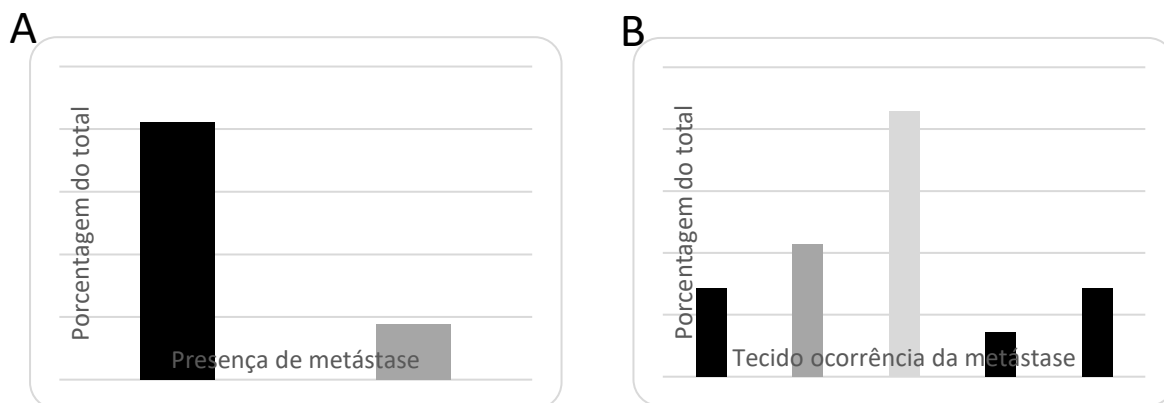 A
Porcentagem do total
Presença de metástase
B
Porcentagem do total
Tecido ocorrência da metástase